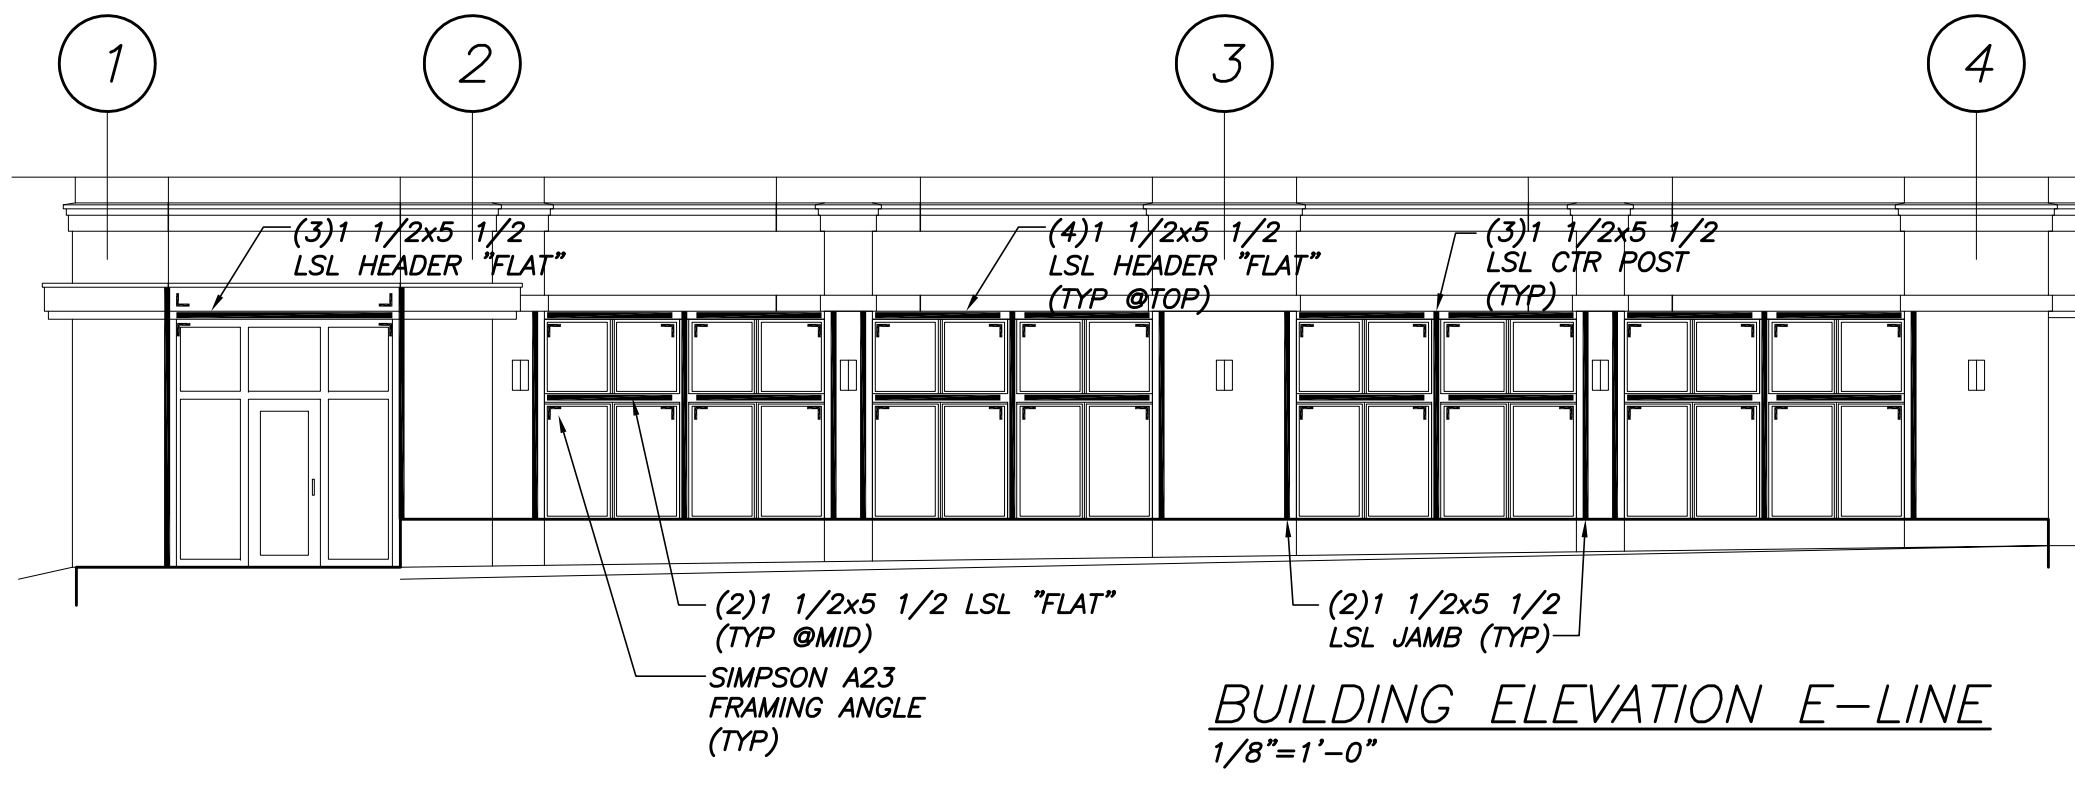 1
2
3
4
(3)1 1/2x5 1/2
LSL HEADER "FLAT"
(4)1 1/2x5 1/2
LSL HEADER "FLAT"
(TYP @TOP)
(3)1 1/2x5 1/2
LSL CTR POST
(TYP)
(2)1 1/2x5 1/2 LSL "FLAT"
(TYP @MID)
SIMPSON A23
FRAMING ANGLE
(TYP)
(2)1 1/2x5 1/2
LSL JAMB (TYP)
BUILDING ELEVATION E-LINE
1/8"=1'-0"